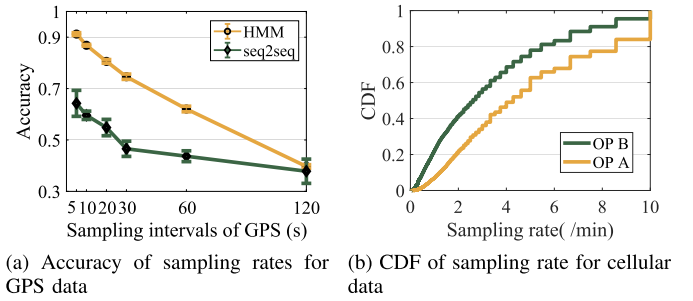 1
0.9
0.7
0.5
0.3
Accuracy
HMM
seq2seq
5 10 20 30 60 120
Sampling intervals of GPS (s)
(a) Accuracy of sampling rates for
GPS data
1
0.8
0.6
0.4
0.2
0
CDF
OP B
OP A
0 2 4 6 8 10
Sampling rate( /min)
(b) CDF of sampling rate for cellular
data